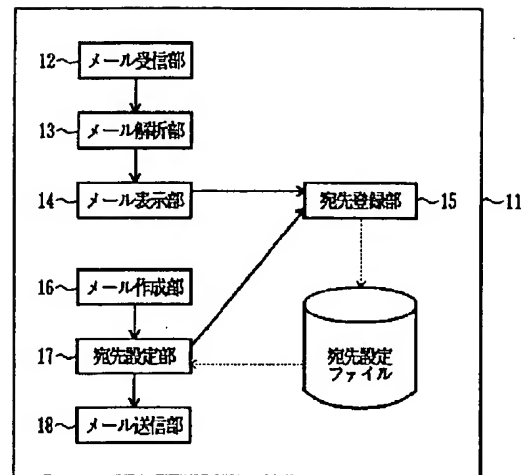 12～メール受信部
13～メール解析部
14～メール表示部
宛先登録部～15
～11
16～メール作成部
17～宛先設定部
宛先設定
ファイル
18～メール送信部